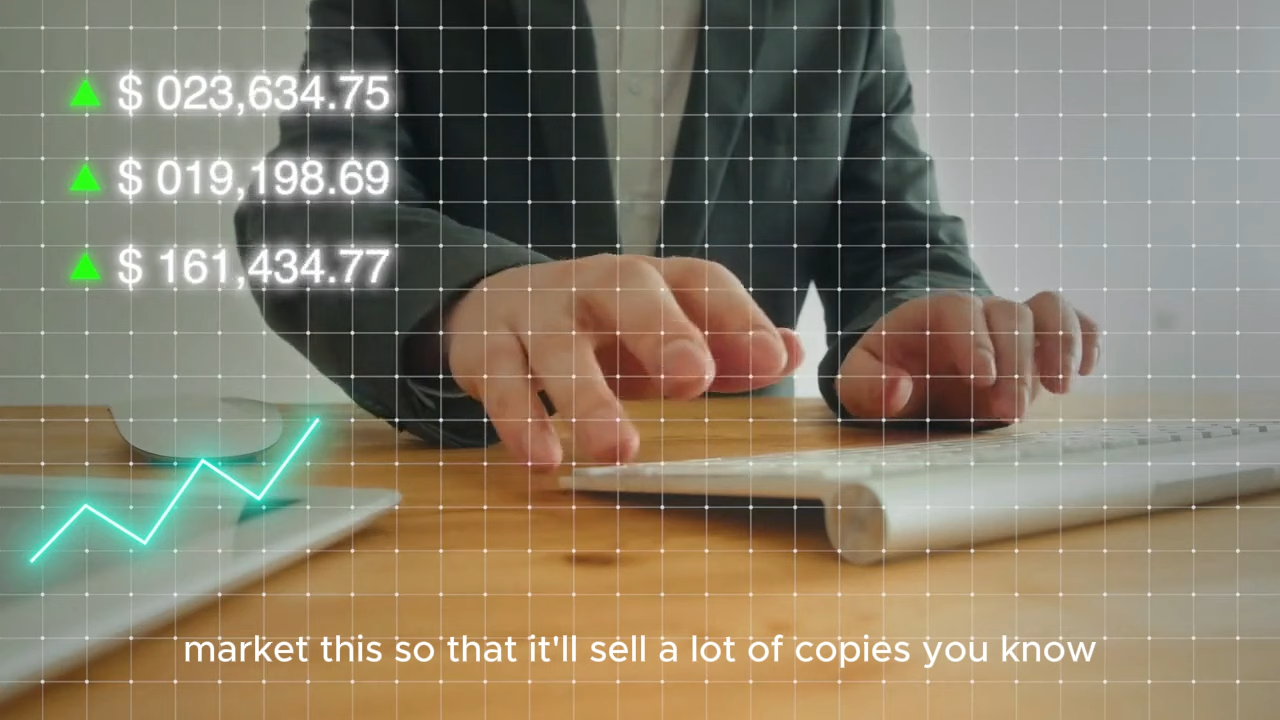 $ 023,634.75
$ 019,198.69
$ 161,434.77
market this so that it'll sell a lot of copies you know